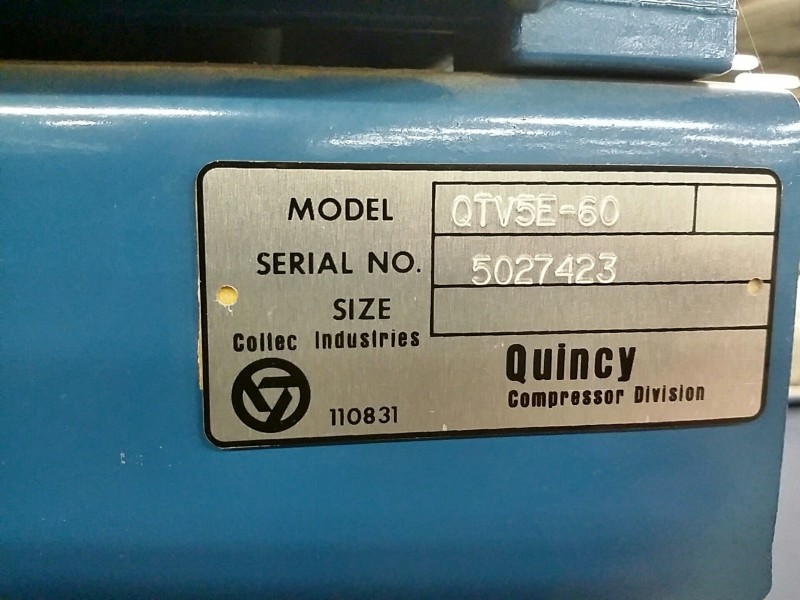 MODEL QTV5E-60
SERIAL NO. 5027423
SIZE
Coltec Industries
Quincy
Compressor Division
110831